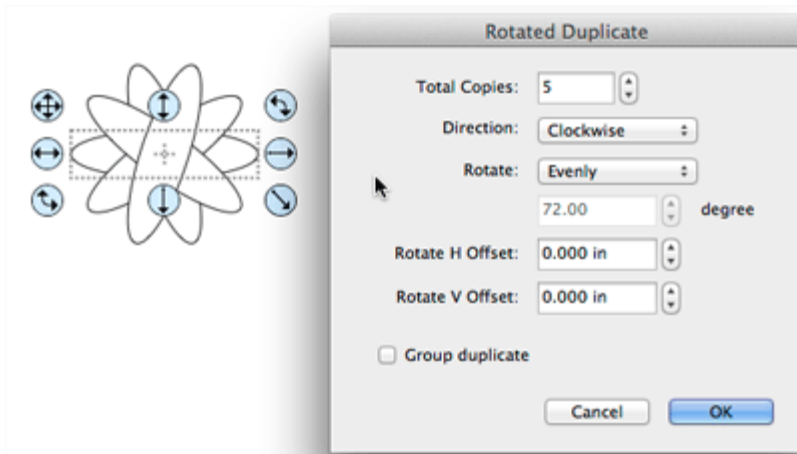 Rotated Duplicate
Total Copies: 5
Direction: Clockwise
Rotate: Evenly
72.00 degree
Rotate H Offset: 0.000 in
Rotate V Offset: 0.000 in
Group duplicate
Cancel OK